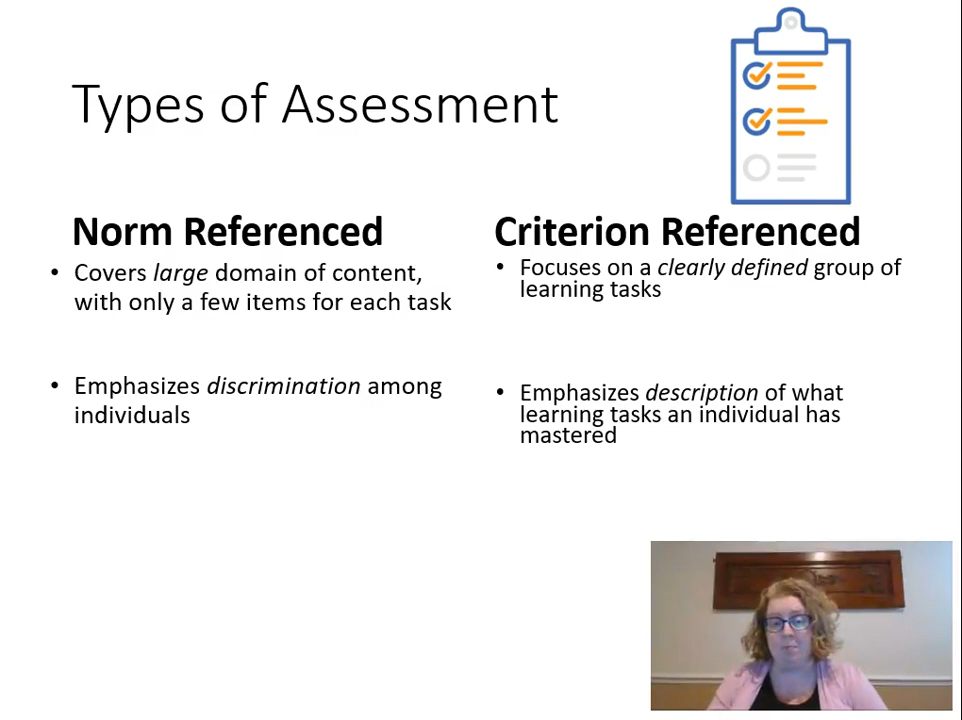 Types of Assessment
Norm Referenced
• Covers large domain of content,
with only a few items for each task
• Emphasizes discrimination among
individuals
Criterion Referenced
• Focuses on a clearly defined group of
learning tasks
• Emphasizes description of what
learning tasks an individual has
mastered